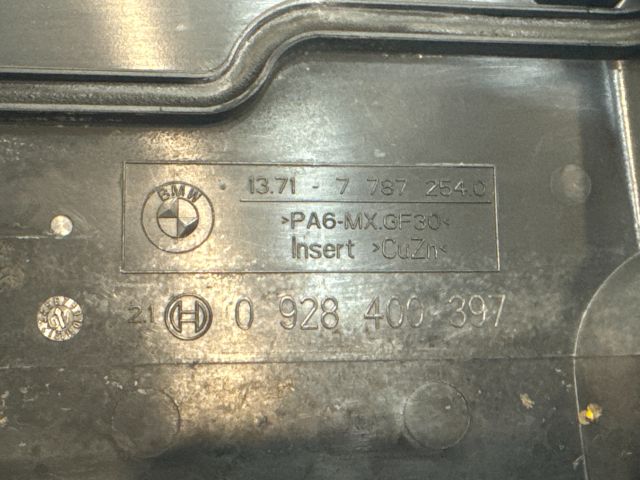 BMW
13.71 - 7 787 254.0
>PA6-MX.GF30<
Insert >CuZn<
21 0 928 400 397